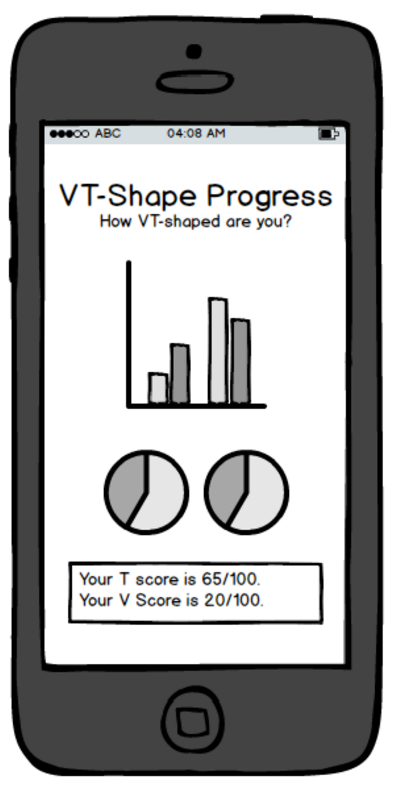 ABC 04:08 AM
VT-Shape Progress
How VT-shaped are you?
Your T score is 65/100.
Your V Score is 20/100.